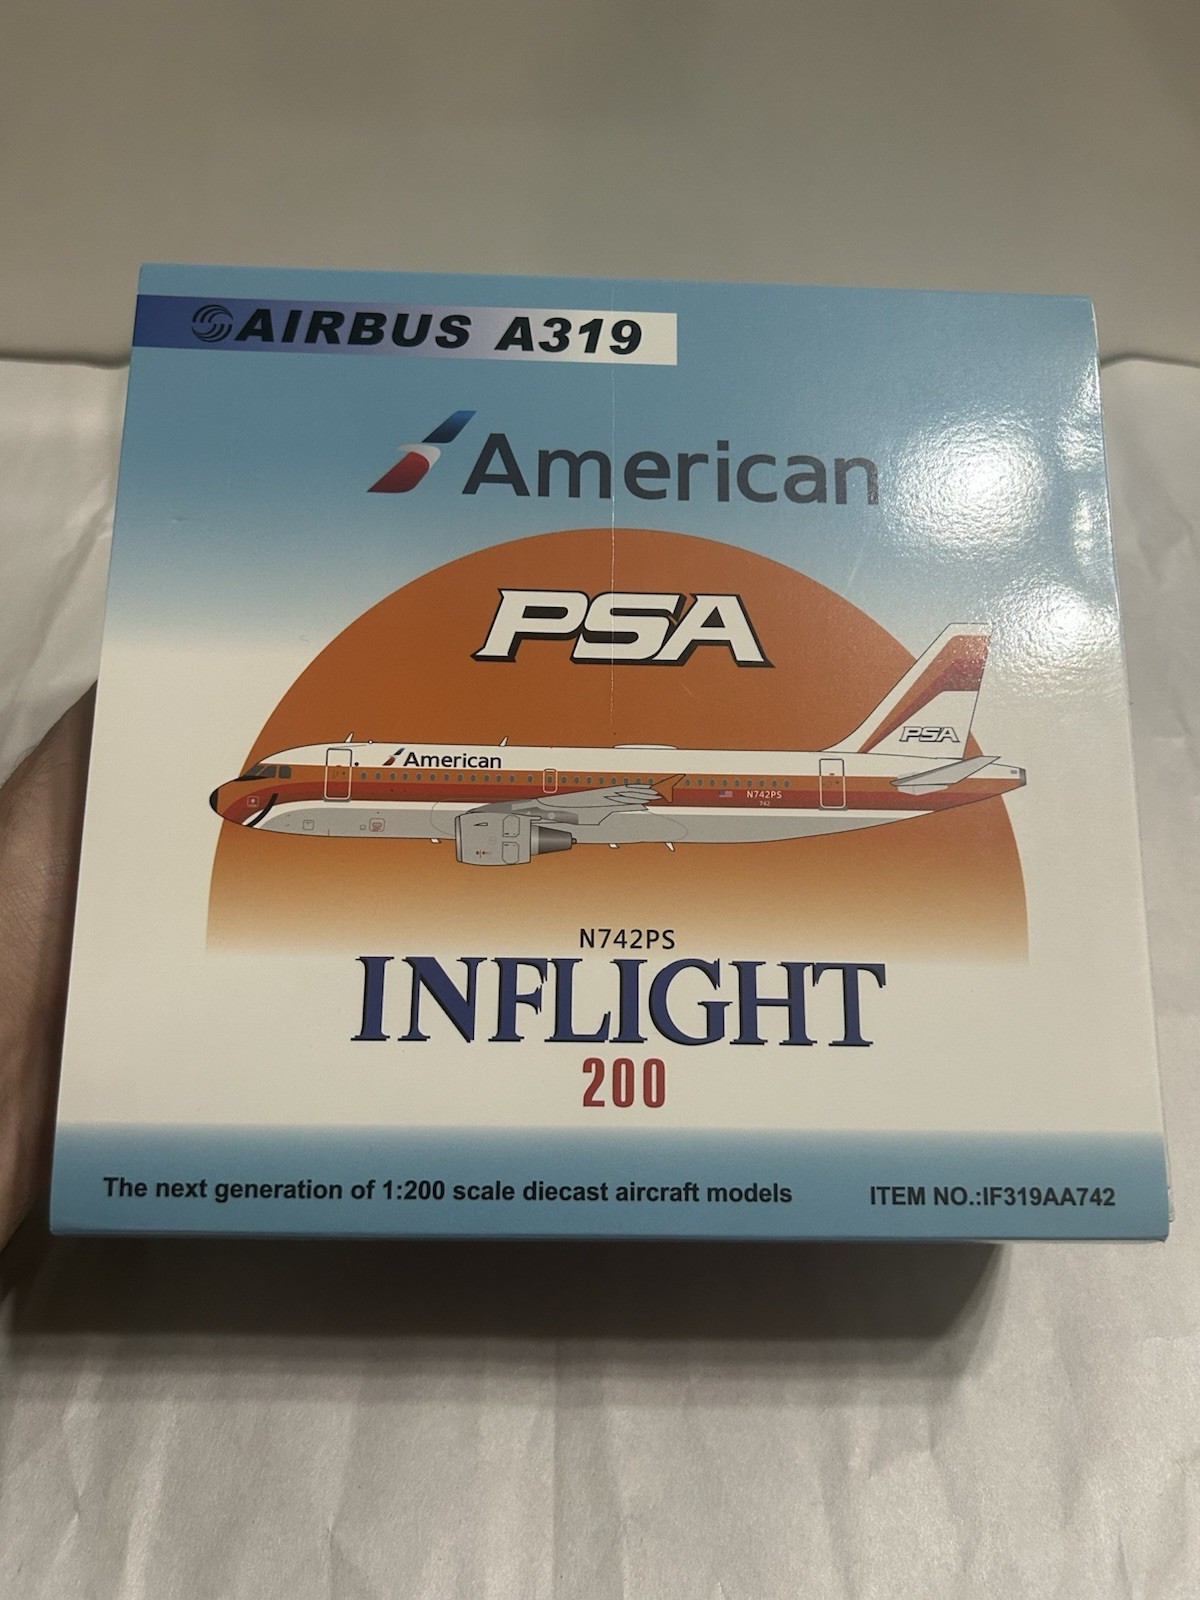 AIRBUS A319
American
PSA
American
PSA
N742PS
742
N742PS
INFLIGHT
200
The next generation of 1:200 scale diecast aircraft models
ITEM NO.:IF319AA742